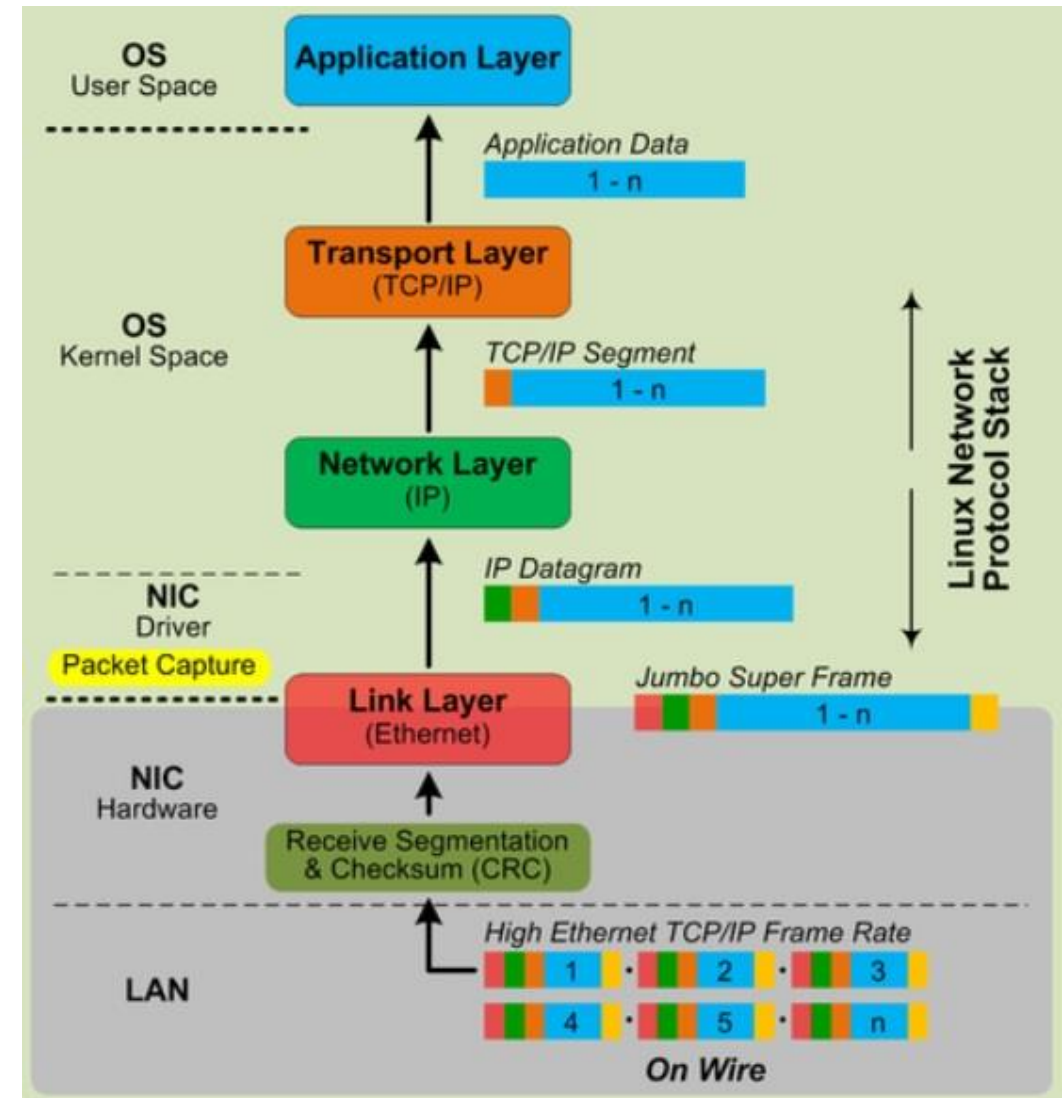 OS
User Space
Application Layer
Application Data
1 - n
Transport Layer
(TCP/IP)
OS
Kernel Space
TCP/IP Segment
1 - n
Network Layer
(IP)
Linux Network
Protocol Stack
IP Datagram
1 - n
NIC
Driver
Packet Capture
Link Layer
(Ethernet)
Jumbo Super Frame
1 - n
NIC
Hardware
Receive Segmentation
& Checksum (CRC)
High Ethernet TCP/IP Frame Rate
LAN
1 · 2 · 3
4 · 5 · n
On Wire